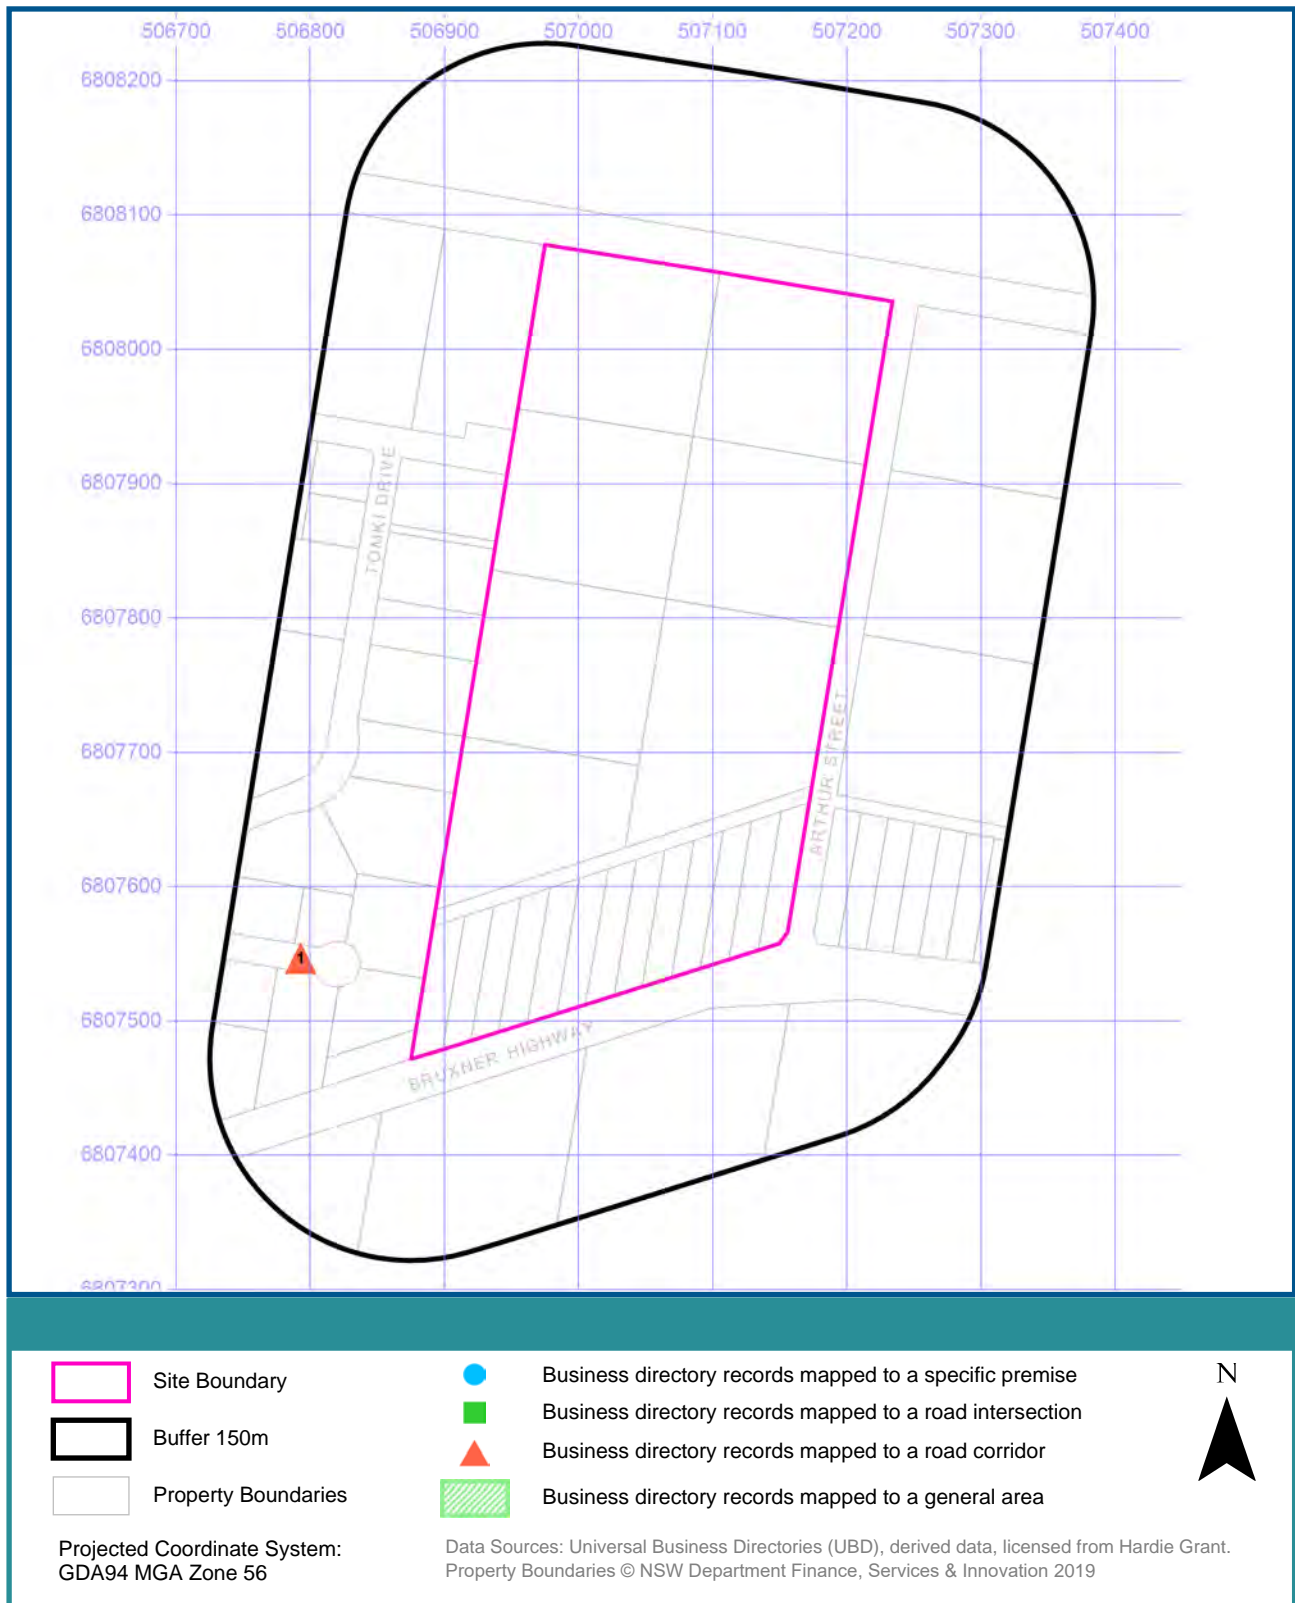 506700 506800 506900 507000 507100 507200 507300 507400
6808200
6808100
6808000
6807900
6807800
6807700
6807600
6807500
6807400
6807300
TOMKI DRIVE
ARTHUR STREET
BRUXNER HIGHWAY
1
Site Boundary
Buffer 150m
Property Boundaries
Business directory records mapped to a specific premise
Business directory records mapped to a road intersection
Business directory records mapped to a road corridor
Business directory records mapped to a general area
N
Projected Coordinate System:
GDA94 MGA Zone 56
Data Sources: Universal Business Directories (UBD), derived data, licensed from Hardie Grant.
Property Boundaries © NSW Department Finance, Services & Innovation 2019